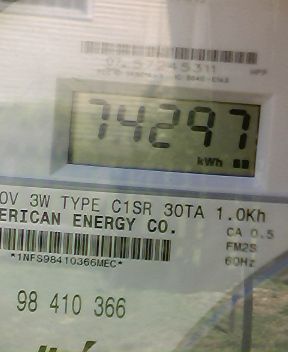 74297
kWh
0V 3W TYPE C1SR 30TA 1.0Kh
ERICAN ENERGY CO.
CA 0.5
FM2S
*1NFS98410366MEC*
60Hz
98 410 366